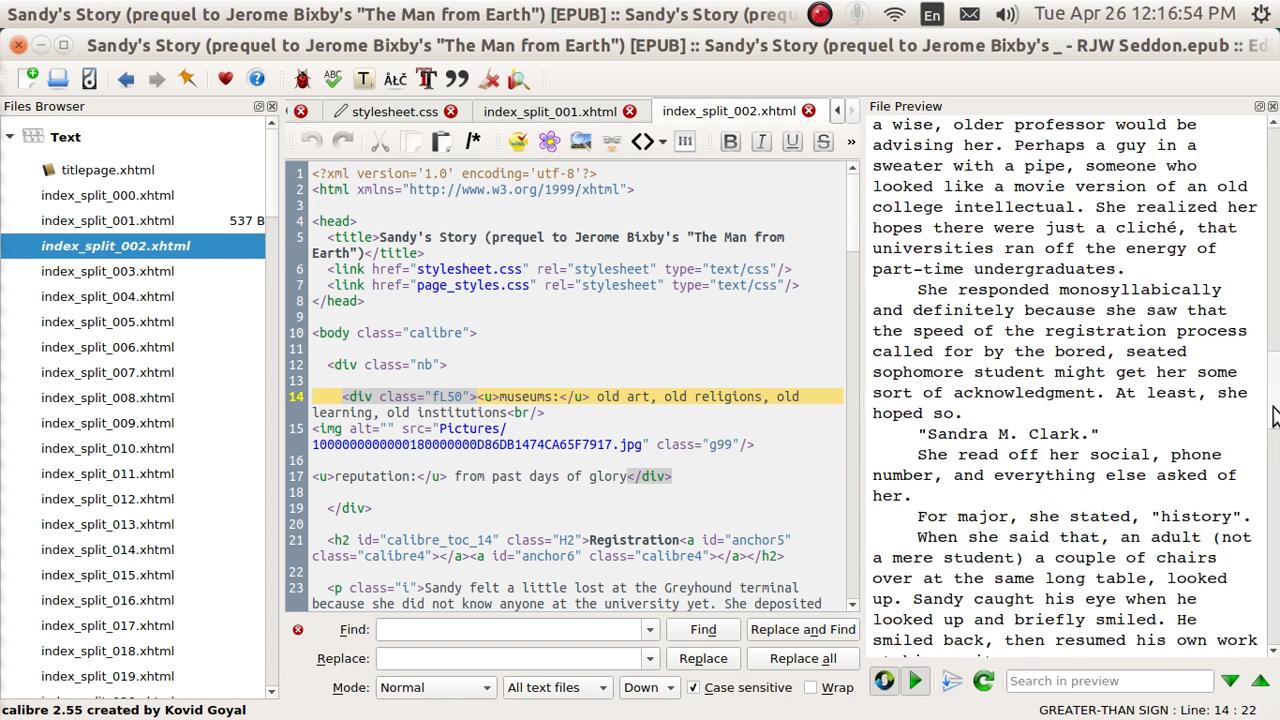 Sandy's Story (prequel to Jerome Bixby's "The Man from Earth") [EPUB] :: Sandy's Story (prequel to Jerome Bixby's "The Man from Earth") [EPUB] :: Sandy's Story (preq
En
Tue Apr 26 12:16:54 PM
Sandy's Story (prequel to Jerome Bixby's "The Man from Earth") [EPUB] :: Sandy's Story (prequel to Jerome Bixby's _ - RJW Seddon.epub :: Edi
Files Browser
Text
titlepage.xhtml
index_split_000.xhtml
index_split_001.xhtml 537 B
index_split_002.xhtml
index_split_003.xhtml
index_split_004.xhtml
index_split_005.xhtml
index_split_006.xhtml
index_split_007.xhtml
index_split_008.xhtml
index_split_009.xhtml
index_split_010.xhtml
index_split_011.xhtml
index_split_012.xhtml
index_split_013.xhtml
index_split_014.xhtml
index_split_015.xhtml
index_split_016.xhtml
index_split_017.xhtml
index_split_018.xhtml
index_split_019.xhtml
stylesheet.css
index_split_001.xhtml
index_split_002.xhtml
/*
<>
H1
B I U S »
1 <?xml version='1.0' encoding='utf-8'?>
2 <html xmlns="http://www.w3.org/1999/xhtml">
3
4 <head>
5 <title>Sandy's Story (prequel to Jerome Bixby's "The Man from
Earth")</title>
6 <link href="stylesheet.css" rel="stylesheet" type="text/css"/>
7 <link href="page_styles.css" rel="stylesheet" type="text/css"/>
8 </head>
9
10 <body class="calibre">
11
12 <div class="nb">
13
14 <div class="fL50"><u>museums:</u> old art, old religions, old
learning, old institutions<br/>
15 <img alt="" src="Pictures/
10000000000001800000000D86DB1474CA65F7917.jpg" class="g99"/>
16
17 <u>reputation:</u> from past days of glory</div>
18
19 </div>
20
21 <h2 id="calibre_toc_14" class="H2">Registration<a id="anchor5"
class="calibre4"></a><a id="anchor6" class="calibre4"></a></h2>
22
23 <p class="i">Sandy felt a little lost at the Greyhound terminal
because she did not know anyone at the university yet. She deposited
Find:
Find
Replace and Find
Replace:
Replace
Replace all
Mode: Normal
All text files
Down
Case sensitive
Wrap
File Preview
a wise, older professor would be
advising her. Perhaps a guy in a
sweater with a pipe, someone who
looked like a movie version of an old
college intellectual. She realized her
hopes there were just a cliché, that
universities ran off the energy of
part-time undergraduates.
She responded monosyllabically
and definitely because she saw that
the speed of the registration process
called for by the bored, seated
sophomore student might get her some
sort of acknowledgment. At least, she
hoped so.
"Sandra M. Clark."
She read off her social, phone
number, and everything else asked of
her.
For major, she stated, "history".
When she said that, an adult (not
a mere student) a couple of chairs
over at the same long table, looked
up. Sandy caught his eye when he
looked up and briefly smiled. He
smiled back, then resumed his own work
Search in preview
calibre 2.55 created by Kovid Goyal
GREATER-THAN SIGN : Line: 14 : 22